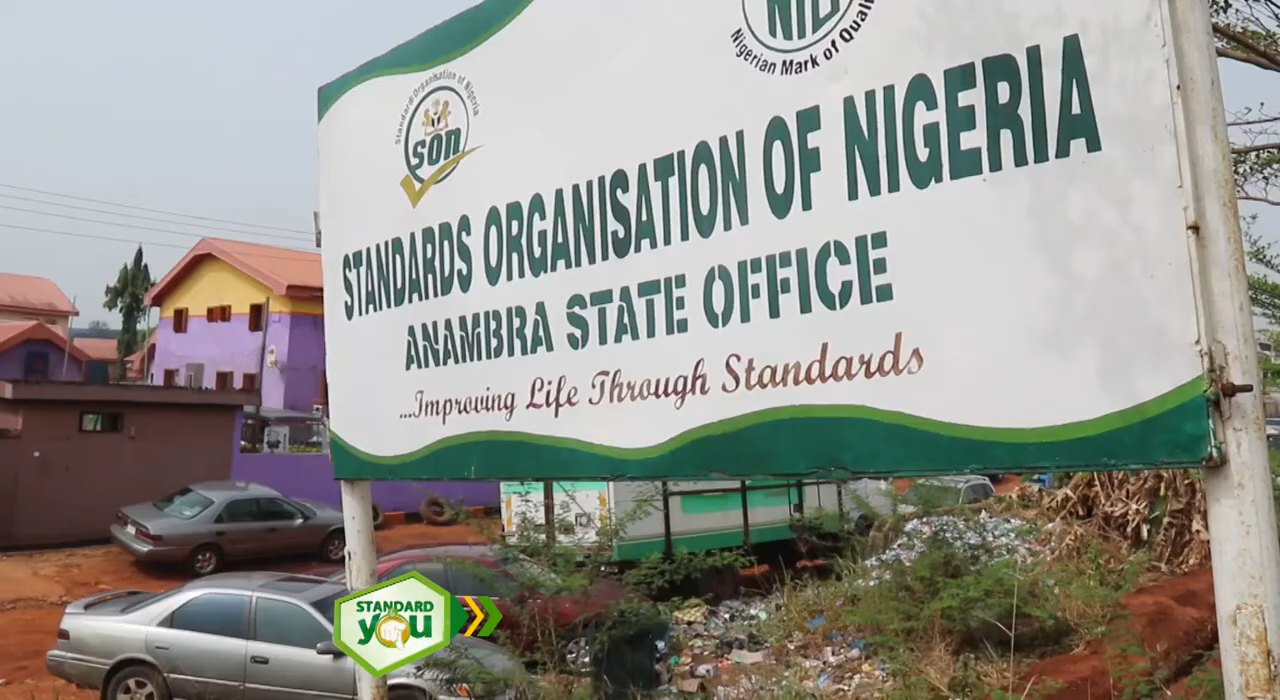 Nigerian Mark of
Standards Organisation of Nigeria
SON
STANDARDS ORGANISATION OF NIGERIA
ANAMBRA STATE OFFICE
...Improving Life Through Standards
STANDARD
you